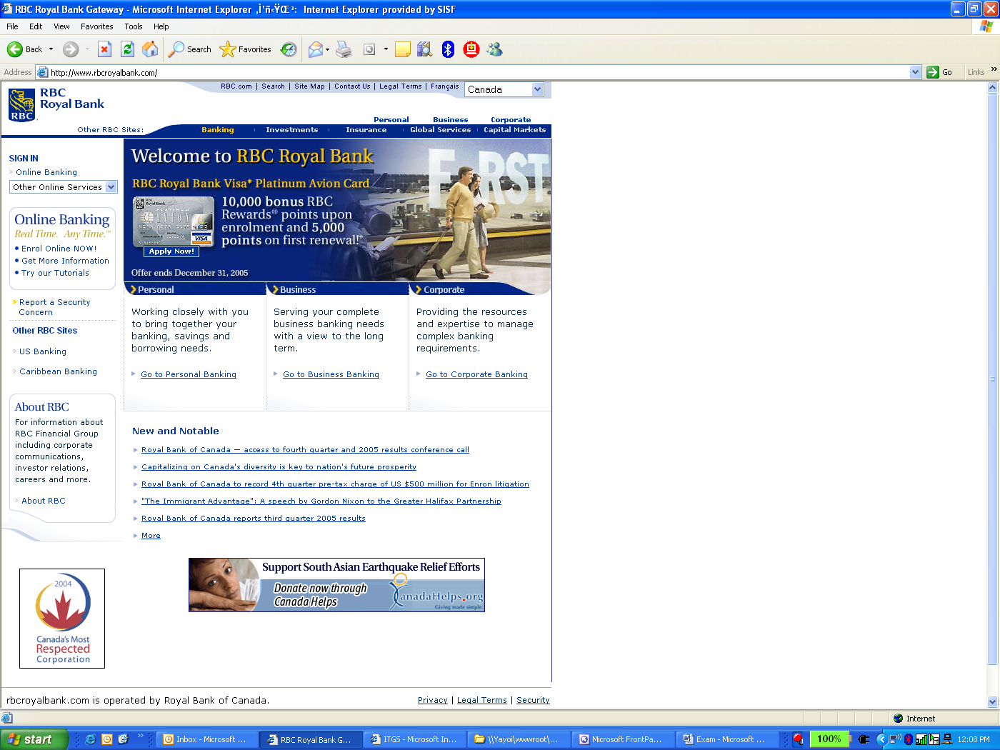 RBC Royal Bank Gateway - Microsoft Internet Explorer ‚Ì'ñ‹ŸŒ³: Internet Explorer provided by SISF
File Edit View Favorites Tools Help
Back Search Favorites
Address http://www.rbcroyalbank.com/ Go Links »
RBC.com | Search | Site Map | Contact Us | Legal Terms | Français Canada
RBC
Royal Bank
RBC
Personal Business Corporate
Other RBC Sites: Banking Investments Insurance Global Services Capital Markets
SIGN IN
Online Banking
Other Online Services
Online Banking
Real Time. Any Time.™
• Enrol Online NOW!
• Get More Information
• Try our Tutorials
Report a Security
Concern
Other RBC Sites
US Banking
Caribbean Banking
About RBC
For information about
RBC Financial Group
including corporate
communications,
investor relations,
careers and more.
About RBC
2004
Canada's Most
Respected
Corporation
Welcome to RBC Royal Bank
FIRST
RBC Royal Bank Visa* Platinum Avion Card
10,000 bonus RBC
Rewards® points upon
enrolment and 5,000
points on first renewal!†
RBC Royal Bank
PLATINUM
VISA
Apply Now!
Offer ends December 31, 2005
Personal
Working closely with you
to bring together your
banking, savings and
borrowing needs.
Go to Personal Banking
Business
Serving your complete
business banking needs
with a view to the long
term.
Go to Business Banking
Corporate
Providing the resources
and expertise to manage
complex banking
requirements.
Go to Corporate Banking
New and Notable
Royal Bank of Canada — access to fourth quarter and 2005 results conference call
Capitalizing on Canada's diversity is key to nation's future prosperity
Royal Bank of Canada to record 4th quarter pre-tax charge of US $500 million for Enron litigation
"The Immigrant Advantage": A speech by Gordon Nixon to the Greater Halifax Partnership
Royal Bank of Canada reports third quarter 2005 results
More
Support South Asian Earthquake Relief Efforts
Donate now through
Canada Helps
CanadaHelps.org
Giving made simple.
rbcroyalbank.com is operated by Royal Bank of Canada.
Privacy | Legal Terms | Security
Internet
start Inbox - Microsoft ... RBC Royal Bank G... ITGS - Microsoft In... \\Yayoi\wwwroot\... Microsoft FrontPa... Exam - Microsoft ... 100% 12:08 PM